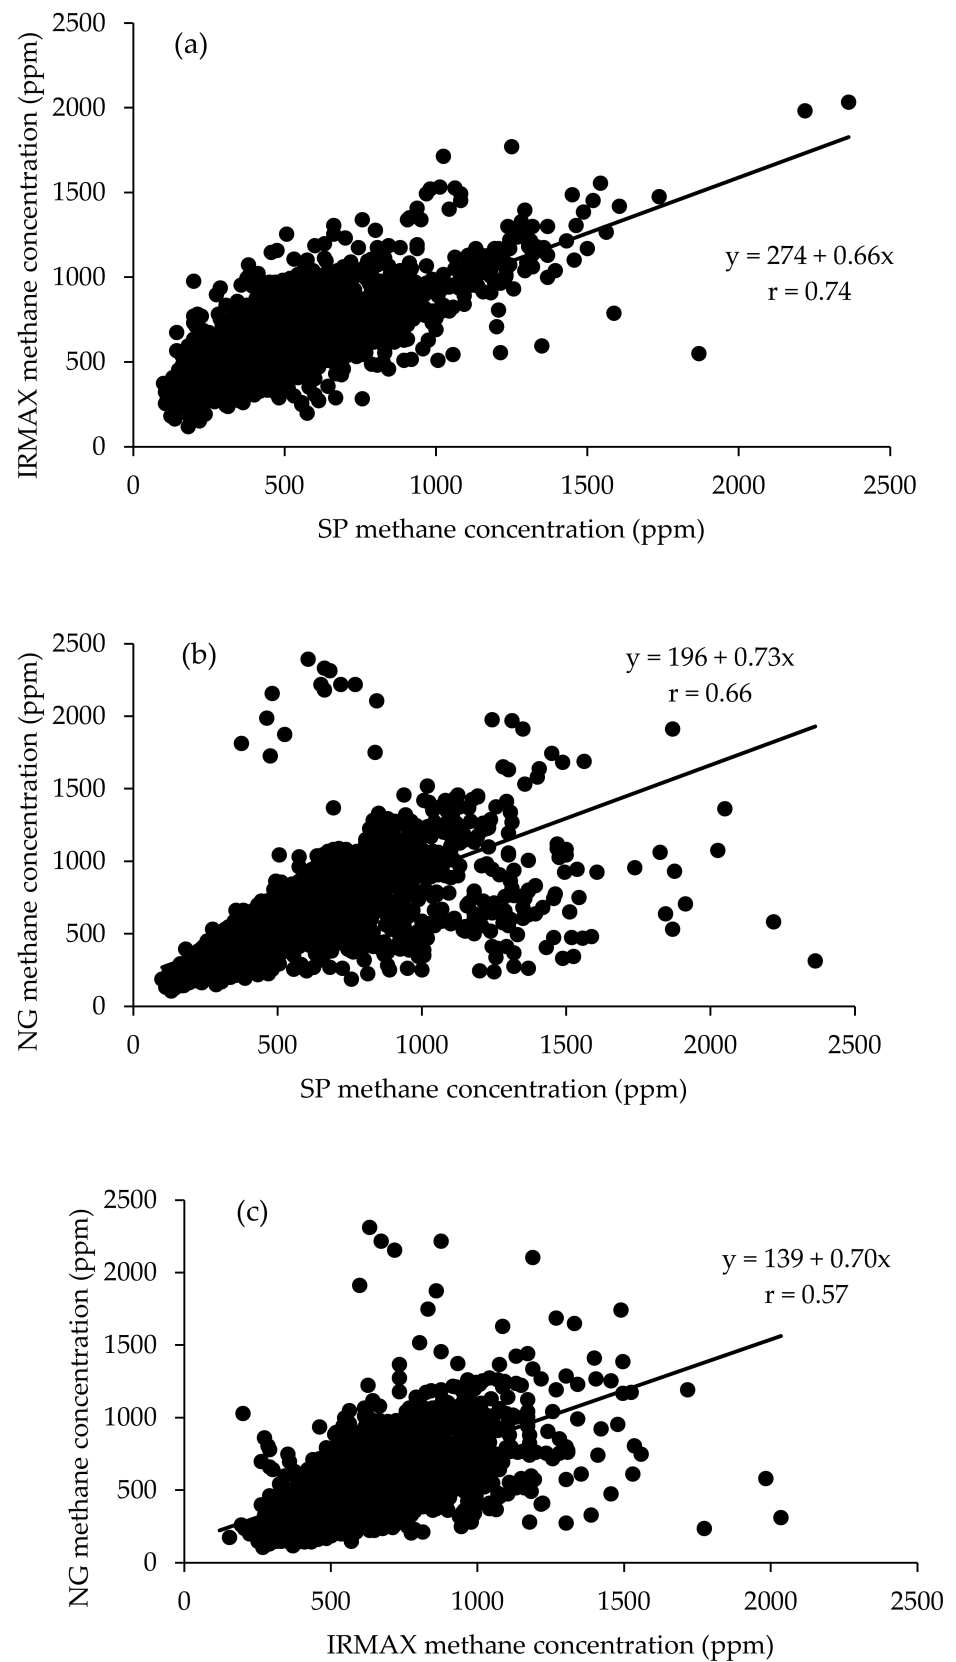 (a)
IRMAX methane concentration (ppm)
2500
2000
1500
1000
500
0
y = 274 + 0.66x
r = 0.74
0 500 1000 1500 2000 2500
SP methane concentration (ppm)
(b)
NG methane concentration (ppm)
2500
2000
1500
1000
500
0
y = 196 + 0.73x
r = 0.66
0 500 1000 1500 2000 2500
SP methane concentration (ppm)
(c)
NG methane concentration (ppm)
2500
2000
1500
1000
500
0
y = 139 + 0.70x
r = 0.57
0 500 1000 1500 2000 2500
IRMAX methane concentration (ppm)